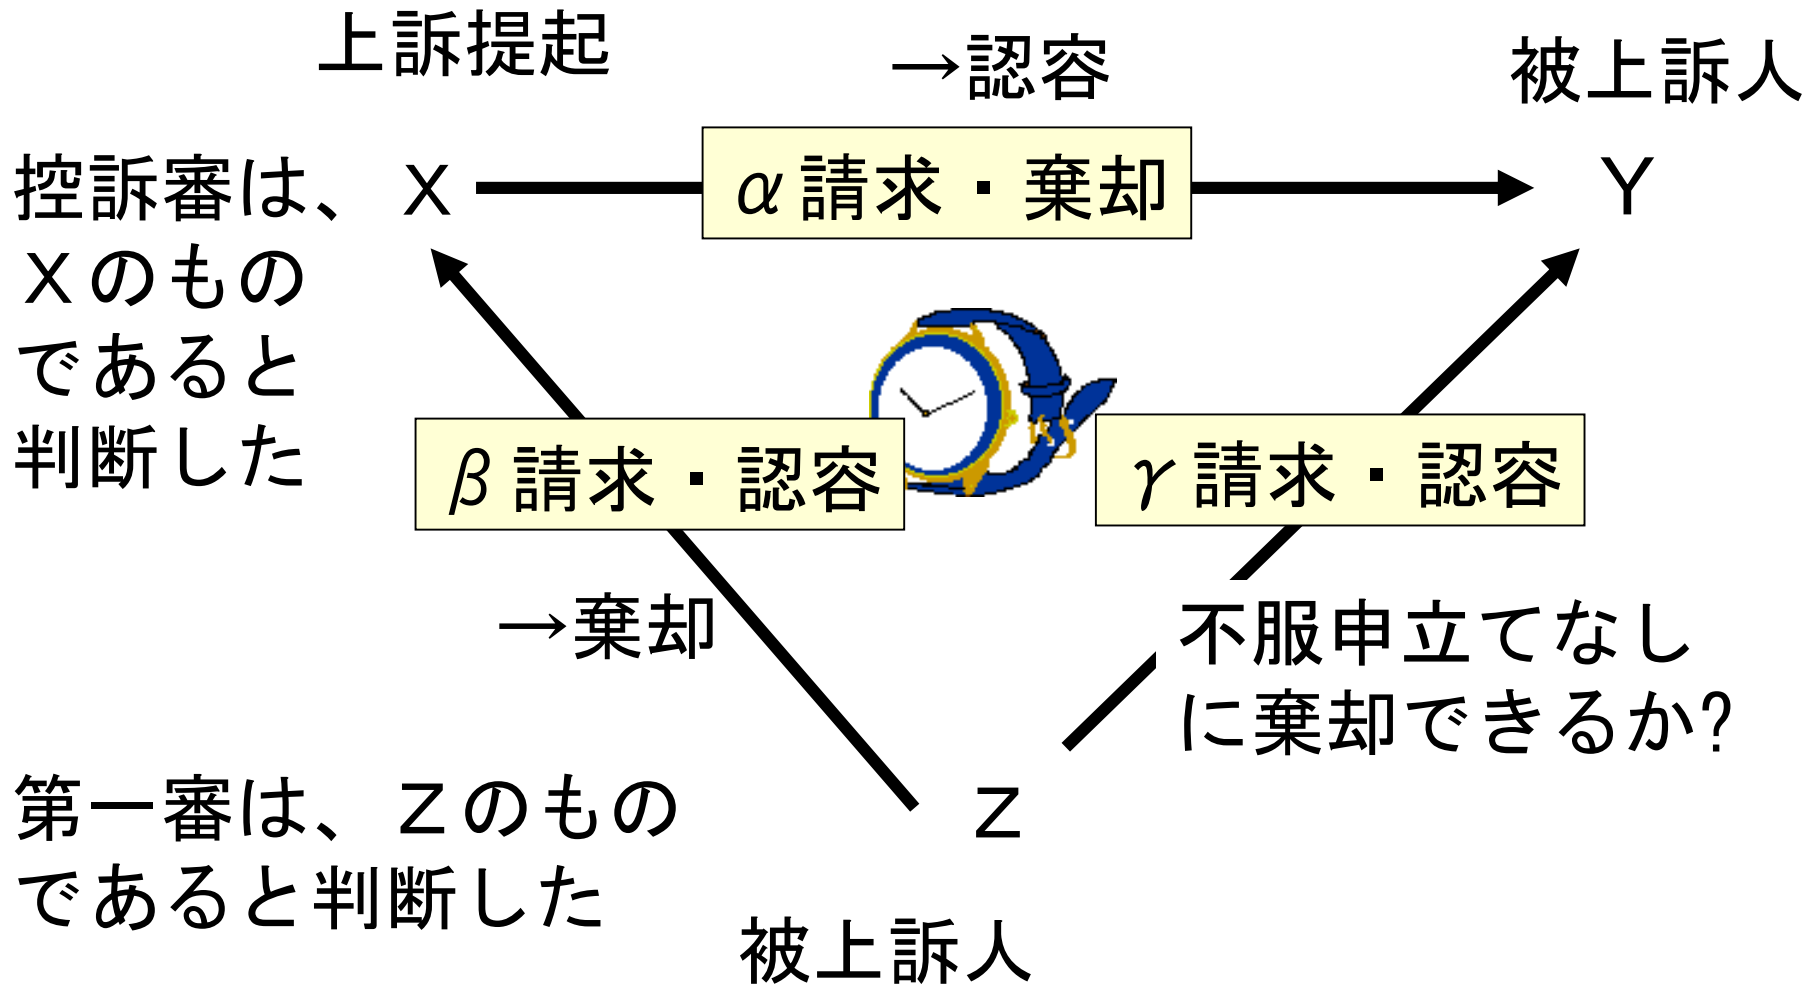 上訴提起
→認容
被上訴人
控訴審は、
Xのもの
であると
判断した
X
α請求・棄却
Y
β請求・認容
γ請求・認容
→棄却
不服申立てなし
に棄却できるか?
第一審は、Zのもの
であると判断した
Z
被上訴人